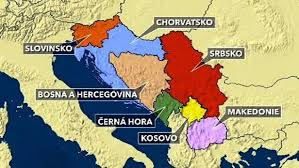 CHORVATSKO
SLOVINSKO
SRBSKO
BOSNA A HERCEGOVINA
MAKEDONIE
ČERNÁ HORA
KOSOVO